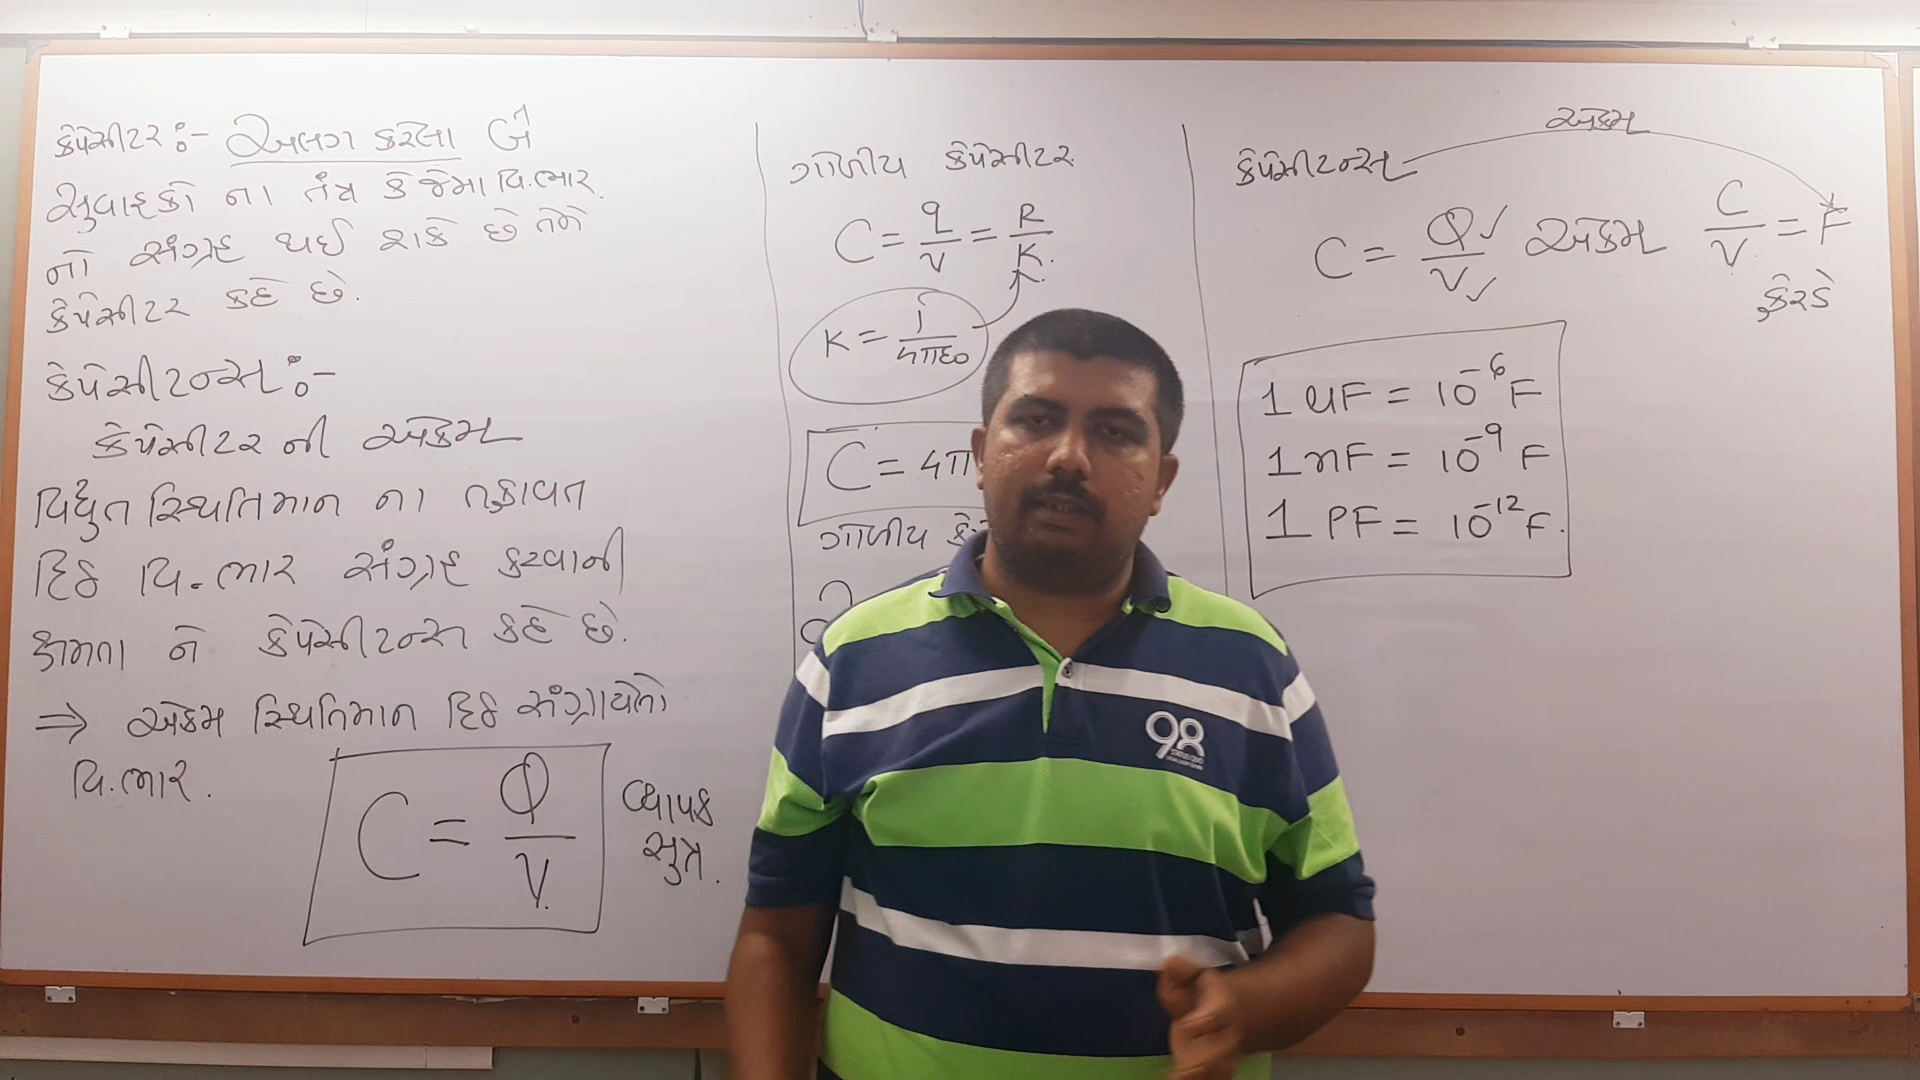 કેપેસીટર :- અલગ કરેલા બે
સુવાહકો ના તંત્ર કે જેમા વિ.ભાર
નો સંગ્રહ થઈ શકે છે તેને
કેપેસીટર કહે છે.
કેપેસીટન્સ :-
કેપેસીટર ની એકમ
વિદ્યુત સ્થિતિમાન ના તફાવત
દિઠ વિ.ભાર સંગ્રહ કરવાની
ક્ષમતા ને કેપેસીટન્સ કહે છે.
⇒ એકમ સ્થિતિમાન દિઠ સંગ્રાયેલો
વિ.ભાર.
C = Q/V
વ્યાપક
સુત્ર.
ગોળીય કેપેસીટર
C = q/V = R/K
K = 1/4πε0
C = 4π
ગોળીય
કેપેસીટન્સ
એકમ
C = Q/V એકમ C/V = F
ફેરડે
1 μF = 10⁻⁶ F
1 nF = 10⁻⁹ F
1 PF = 10⁻¹² F.
98